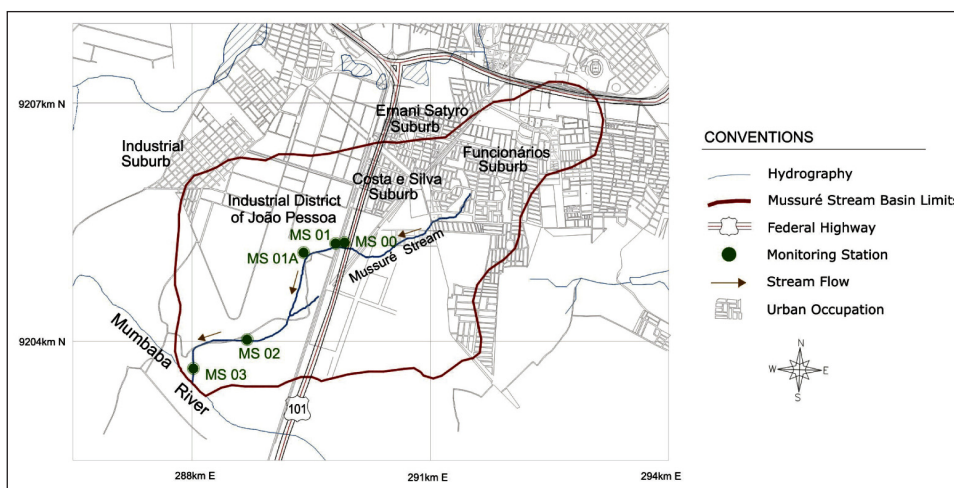 9207km N
9204km N
Ernani Satyro
Suburb
Industrial
Suburb
Funcionários
Suburb
Costa e Silva
Suburb
Industrial District
of João Pessoa
MS 01
MS 00
MS 01A
Mussuré Stream
MS 02
MS 03
Mumbaba
River
101
288km E
291km E
294km E
CONVENTIONS
Hydrography
Mussuré Stream Basin Limits
Federal Highway
Monitoring Station
Stream Flow
Urban Occupation
N
W
E
S